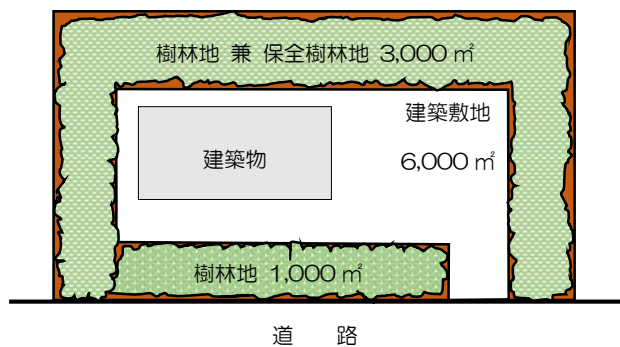 樹林地 兼 保全樹林地 3,000 ㎡
建築敷地
建築物
6,000 ㎡
樹林地 1,000 ㎡
道　路